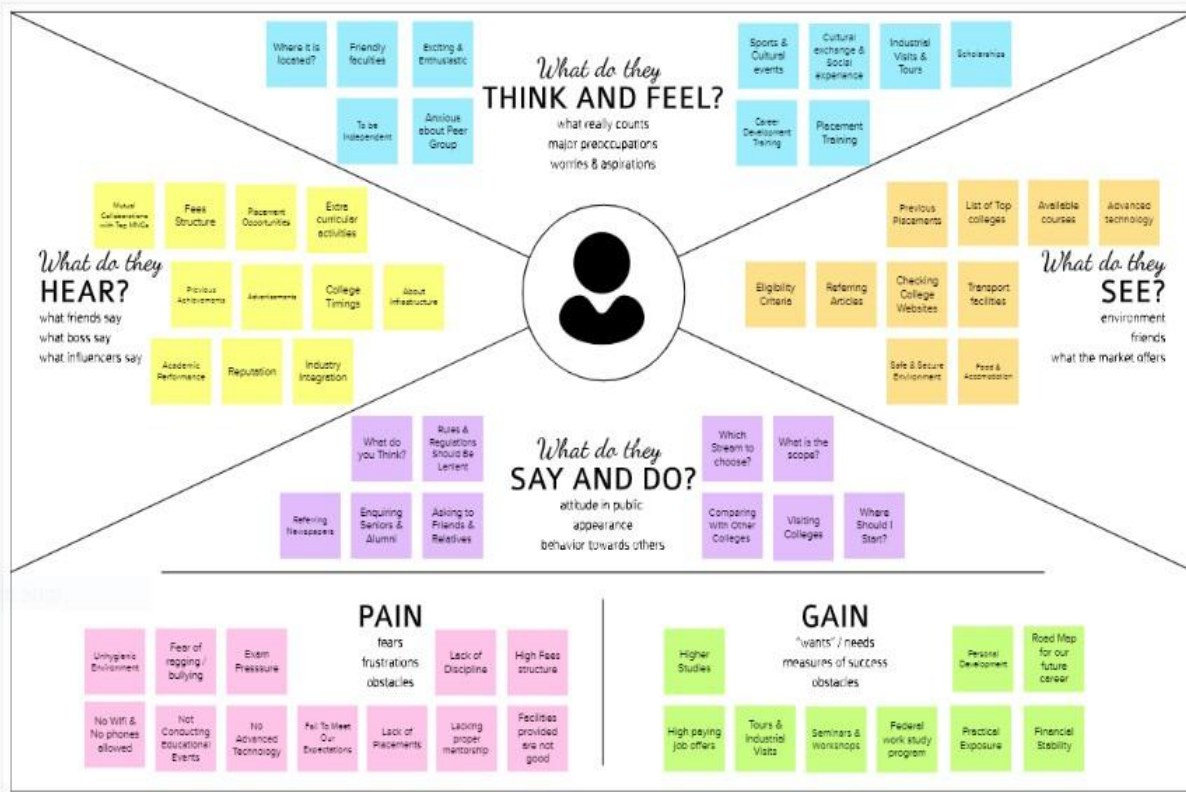 Where it is
located?
Friendly
faculties
Exciting &
Enthusiastic
To be
Independent
Anxious
about Peer
Group
What do they
THINK AND FEEL?
what really counts
major preoccupations
worries & aspirations
Sports &
Cultural
events
Cultural
exchange &
Social
experience
Industrial
Visits &
Tours
Scholarships
Career
Development
Training
Placement
Training
Mutual
Collaborations
with Top MNCs
Fees
Structure
Placement
Opportunities
Extra
curricular
activities
What do they
HEAR?
what friends say
what boss say
what influencers say
Previous
Achievements
Advertisements
College
Timings
About
Infrastructure
Academic
Performance
Reputation
Industry
Integration
Previous
Placements
List of Top
colleges
Available
courses
Advanced
technology
Eligibility
Criteria
Referring
Articles
Checking
College
Websites
Transport
facilities
What do they
SEE?
environment
friends
what the market offers
Safe & Secure
Environment
Food &
Accomodation
What do
you Think?
Rules &
Regulations
Should Be
Lenient
Referring
Newspapers
Enquiring
Seniors &
Alumni
Asking to
Friends &
Relatives
What do they
SAY AND DO?
attitude in public
appearance
behavior towards others
Which
Stream to
choose?
What is the
scope?
Comparing
With Other
Colleges
Visiting
Colleges
Where
Should I
Start?
PAIN
fears
frustrations
obstacles
Unhygienic
Environment
Fear of
ragging /
bullying
Exam
Presssure
Lack of
Discipline
High Fees
structure
No Wifi &
No phones
allowed
Not
Conducting
Educational
Events
No
Advanced
Technology
Fail To Meet
Our
Expectations
Lack of
Placements
Lacking
proper
mentorship
Facilities
provided
are not
good
GAIN
"wants" / needs
measures of success
obstacles
Higher
Studies
Personal
Development
Road Map
for our
future
career
High paying
job offers
Tours &
Industrial
Visits
Seminars &
Workshops
Federal
work study
program
Practical
Exposure
Financial
Stability